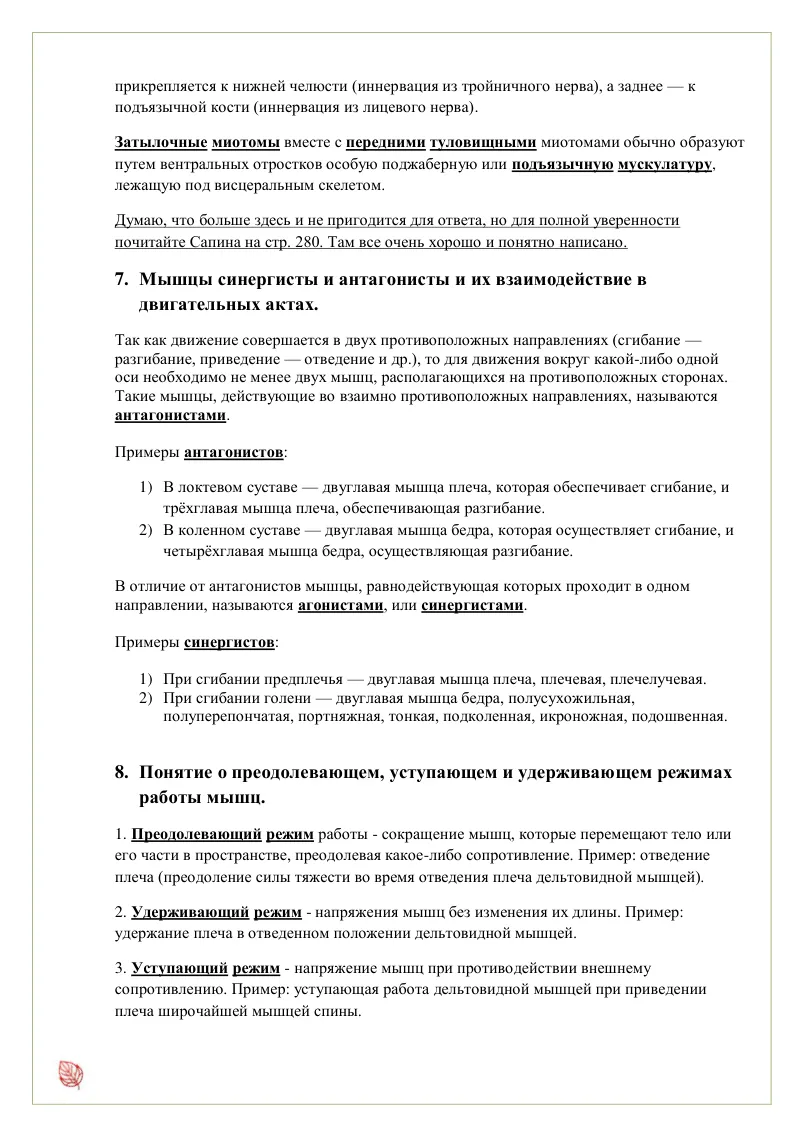 прикрепляется к нижней челюсти (иннервация из тройничного нерва), а заднее — к
подъязычной кости (иннервация из лицевого нерва).
Затылочные миотомы вместе с передними туловищными миотомами обычно образуют
путем вентральных отростков особую поджаберную или подъязычную мускулатуру,
лежащую под висцеральным скелетом.
Думаю, что больше здесь и не пригодится для ответа, но для полной уверенности
почитайте Сапина на стр. 280. Там все очень хорошо и понятно написано.
7. Мышцы синергисты и антагонисты и их взаимодействие в
двигательных актах.
Так как движение совершается в двух противоположных направлениях (сгибание —
разгибание, приведение — отведение и др.), то для движения вокруг какой-либо одной
оси необходимо не менее двух мышц, располагающихся на противоположных сторонах.
Такие мышцы, действующие во взаимно противоположных направлениях, называются
антагонистами.
Примеры антагонистов:
1) В локтевом суставе — двуглавая мышца плеча, которая обеспечивает сгибание, и
трёхглавая мышца плеча, обеспечивающая разгибание.
2) В коленном суставе — двуглавая мышца бедра, которая осуществляет сгибание, и
четырёхглавая мышца бедра, осуществляющая разгибание.
В отличие от антагонистов мышцы, равнодействующая которых проходит в одном
направлении, называются агонистами, или синергистами.
Примеры синергистов:
1) При сгибании предплечья — двуглавая мышца плеча, плечевая, плечелучевая.
2) При сгибании голени — двуглавая мышца бедра, полусухожильная,
полуперепончатая, портняжная, тонкая, подколенная, икроножная, подошвенная.
8. Понятие о преодолевающем, уступающем и удерживающем режимах
работы мышц.
1. Преодолевающий режим работы - сокращение мышц, которые перемещают тело или
его части в пространстве, преодолевая какое-либо сопротивление. Пример: отведение
плеча (преодоление силы тяжести во время отведения плеча дельтовидной мышцей).
2. Удерживающий режим - напряжения мышц без изменения их длины. Пример:
удержание плеча в отведенном положении дельтовидной мышцей.
3. Уступающий режим - напряжение мышц при противодействии внешнему
сопротивлению. Пример: уступающая работа дельтовидной мышцей при приведении
плеча широчайшей мышцей спины.